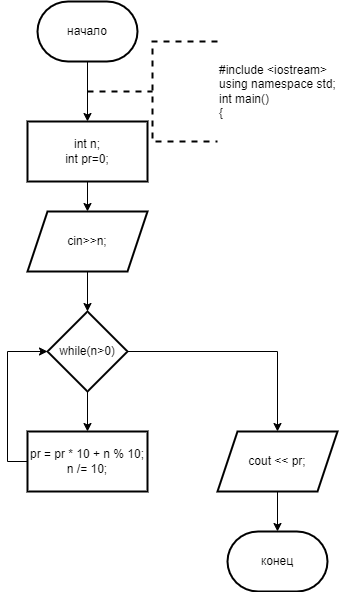 начало
#include <iostream>
using namespace std;
int main()
{
int n;
int pr=0;
cin>>n;
while(n>0)
pr = pr * 10 + n % 10;
n /= 10;
cout << pr;
конец